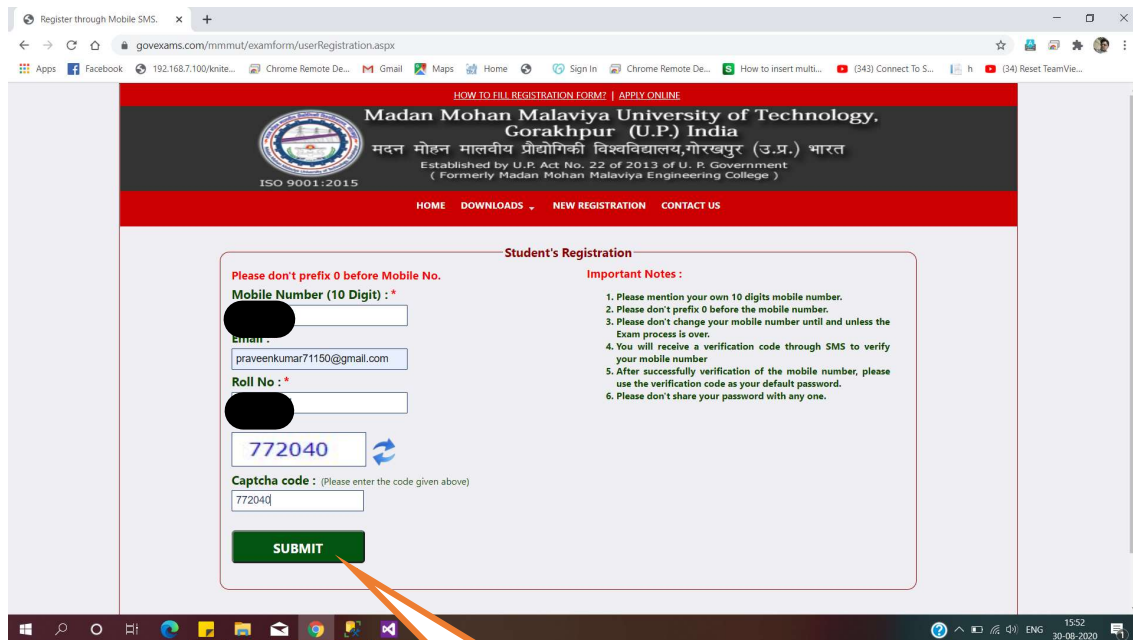 Register through Mobile SMS.
govexams.com/mmmut/examform/userRegistration.aspx
Apps Facebook 192.168.7.100/knite... Chrome Remote De... Gmail Maps Home Sign In Chrome Remote De... How to insert multi... (343) Connect To S... h (34) Reset TeamVie...
HOW TO FILL REGISTRATION FORM? | APPLY ONLINE
Madan Mohan Malaviya University of Technology,
Gorakhpur (U.P.) India
मदन मोहन मालवीय प्रौद्योगिकी विश्वविद्यालय,गोरखपुर (उ.प्र.) भारत
Established by U.P. Act No. 22 of 2013 of U. P. Government
( Formerly Madan Mohan Malaviya Engineering College )
ISO 9001:2015
HOME DOWNLOADS NEW REGISTRATION CONTACT US
Student's Registration
Please don't prefix 0 before Mobile No.
Mobile Number (10 Digit) : *
Email :
praveenkumar71150@gmail.com
Roll No : *
772040
Captcha code : (Please enter the code given above)
772040
SUBMIT
Important Notes :
1. Please mention your own 10 digits mobile number.
2. Please don't prefix 0 before the mobile number.
3. Please don't change your mobile number until and unless the
Exam process is over.
4. You will receive a verification code through SMS to verify
your mobile number
5. After successfully verification of the mobile number, please
use the verification code as your default password.
6. Please don't share your password with any one.
ENG
15:52
30-08-2020